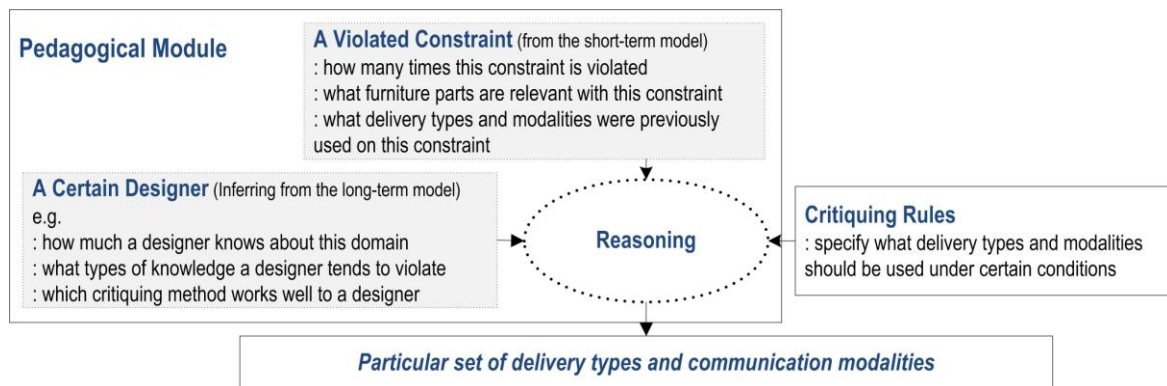 Pedagogical Module
A Violated Constraint (from the short-term model)
: how many times this constraint is violated
: what furniture parts are relevant with this constraint
: what delivery types and modalities were previously
used on this constraint
A Certain Designer (Inferring from the long-term model)
e.g.
: how much a designer knows about this domain
: what types of knowledge a designer tends to violate
: which critiquing method works well to a designer
Reasoning
Critiquing Rules
: specify what delivery types and modalities
should be used under certain conditions
Particular set of delivery types and communication modalities